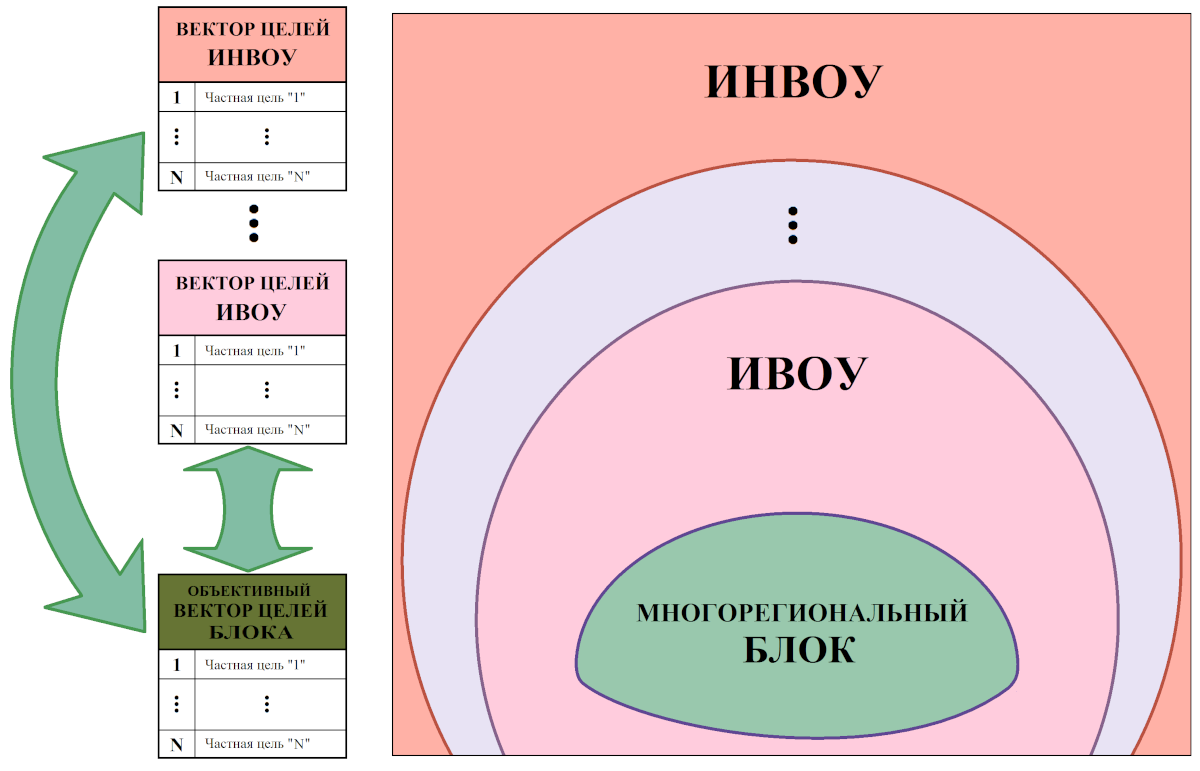 ВЕКТОР ЦЕЛЕЙ
ИНВОУ
1 Частная цель "1"
⋮ ⋮
N Частная цель "N"
⋮
ВЕКТОР ЦЕЛЕЙ
ИВОУ
1 Частная цель "1"
⋮ ⋮
N Частная цель "N"
ОБЪЕКТИВНЫЙ
ВЕКТОР ЦЕЛЕЙ
БЛОКА
1 Частная цель "1"
⋮ ⋮
N Частная цель "N"
ИНВОУ
⋮
ИВОУ
МНОГОРЕГИОНАЛЬНЫЙ
БЛОК